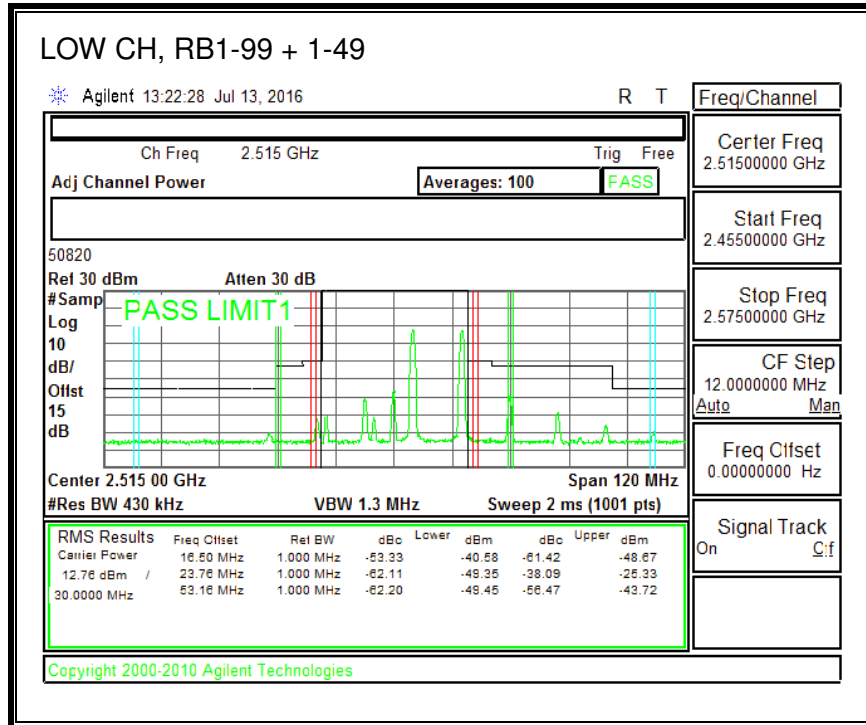 LOW CH, RB1-99 + 1-49
Agilent 13:22:28 Jul 13, 2016 R T
Freq/Channel
Ch Freq 2.515 GHz Trig Free
Adj Channel Power Averages: 100 PASS
Center Freq
2.51500000 GHz
Start Freq
2.45500000 GHz
Stop Freq
2.57500000 GHz
CF Step
12.0000000 MHz
Auto Man
Freq Offset
0.00000000 Hz
Signal Track
On Off
50820
Ref 30 dBm Atten 30 dB
#Samp
Log
10
dB/
Offst
15
dB
PASS LIMIT1
Center 2.515 00 GHz Span 120 MHz
#Res BW 430 kHz VBW 1.3 MHz Sweep 2 ms (1001 pts)
RMS Results Freq Offset Ref BW dBc Lower dBm dBc Upper dBm
Carrier Power 16.50 MHz 1.000 MHz -53.33 -40.58 -61.42 -48.67
12.76 dBm / 23.76 MHz 1.000 MHz -62.11 -49.35 -38.09 -25.33
30.0000 MHz 53.16 MHz 1.000 MHz -62.20 -49.45 -56.47 -43.72
Copyright 2000-2010 Agilent Technologies